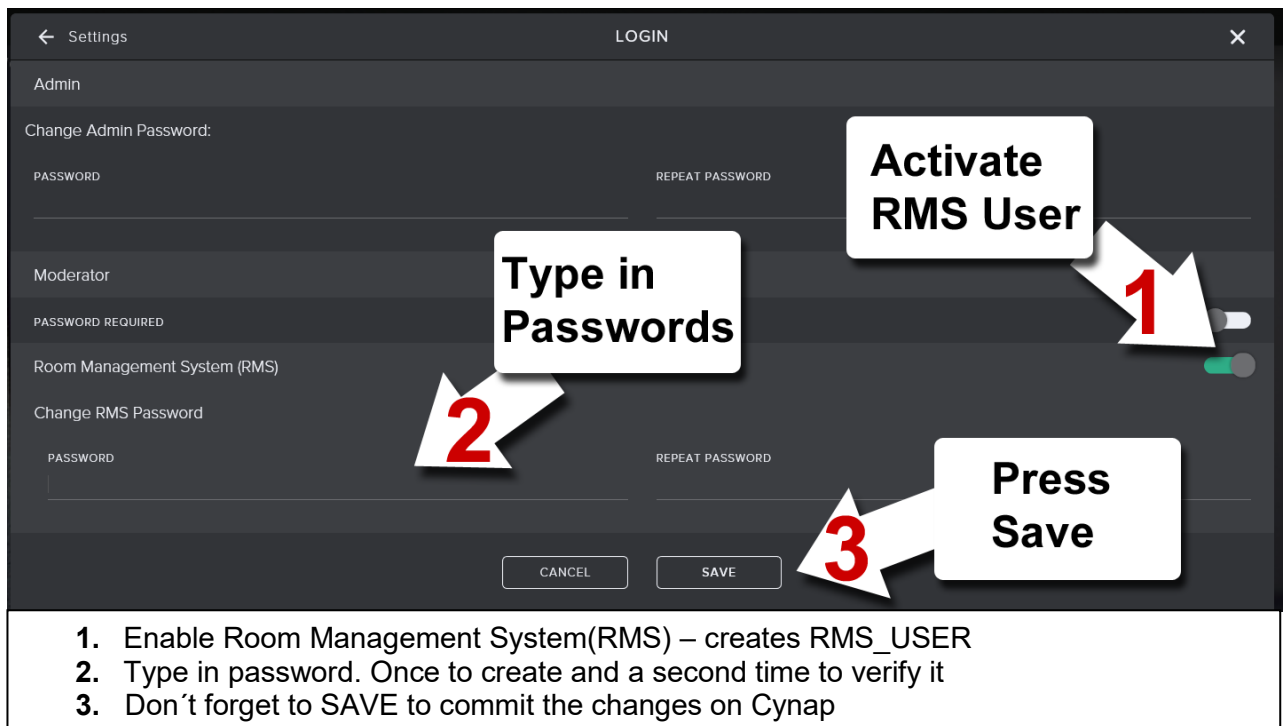 Settings
LOGIN
Admin
Change Admin Password:
PASSWORD
REPEAT PASSWORD
Activate
RMS User
1
Moderator
Type in
Passwords
PASSWORD REQUIRED
Room Management System (RMS)
Change RMS Password
2
PASSWORD
REPEAT PASSWORD
Press
Save
3
CANCEL
SAVE
1. Enable Room Management System(RMS) – creates RMS_USER
2. Type in password. Once to create and a second time to verify it
3. Don´t forget to SAVE to commit the changes on Cynap